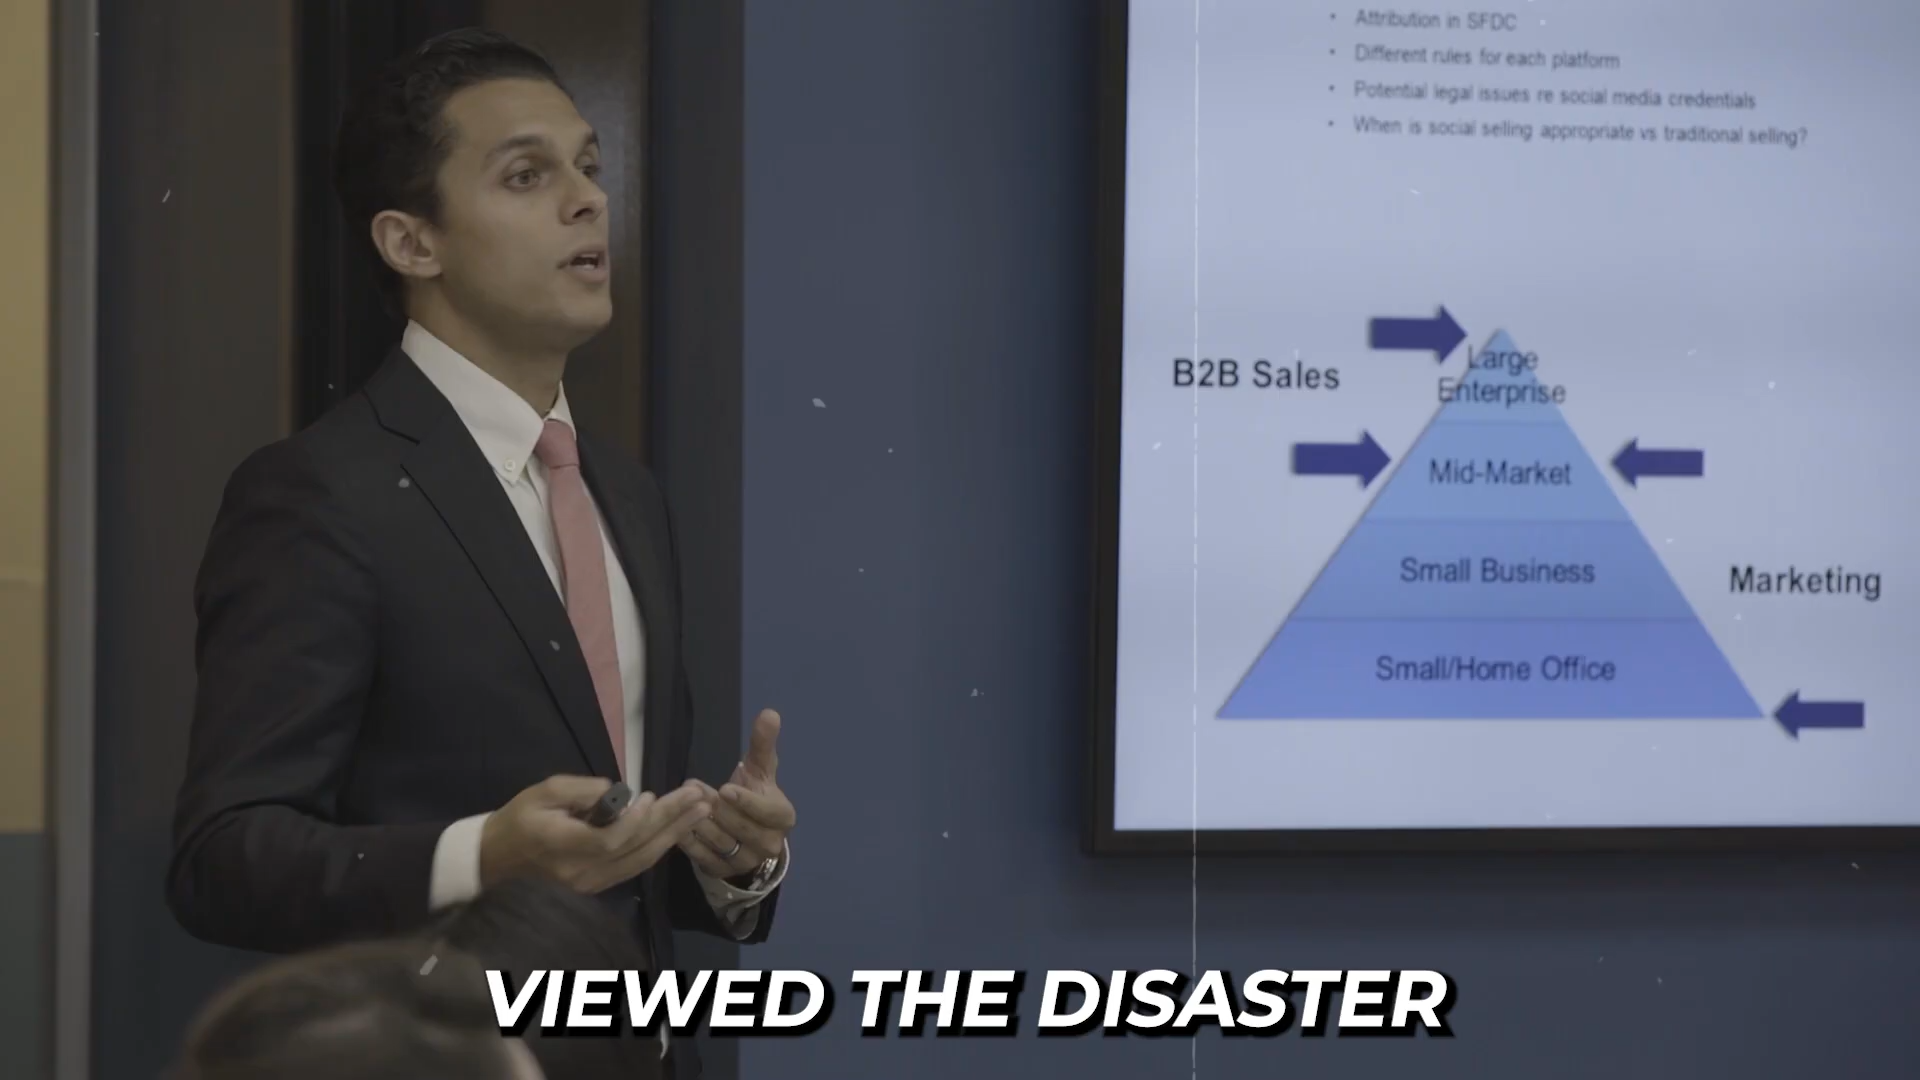 • Attribution in SFDC
• Different rules for each platform
• Potential legal issues re social media credentials
• When is social selling appropriate vs traditional selling?
Large
Enterprise
B2B Sales
Mid-Market
Small Business
Marketing
Small/Home Office
VIEWED THE DISASTER